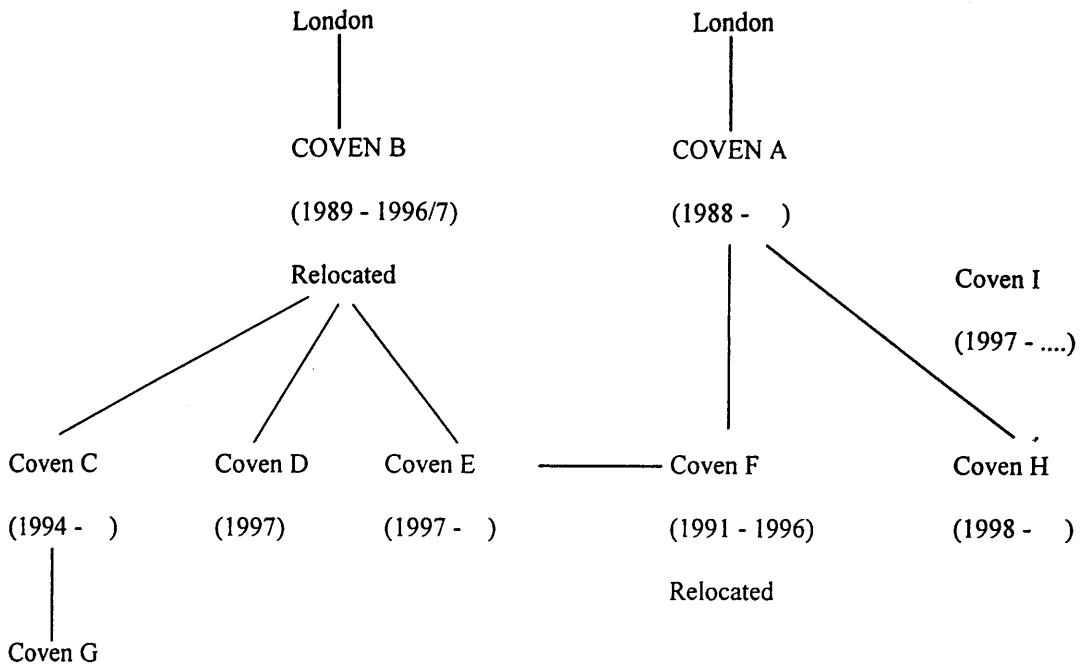 London London
COVEN B COVEN A
(1989 - 1996/7) (1988 - )
Relocated
Coven I
(1997 - ....)
Coven C Coven D Coven E Coven F Coven H
(1994 - ) (1997) (1997 - ) (1991 - 1996) (1998 - )
Relocated
Coven G